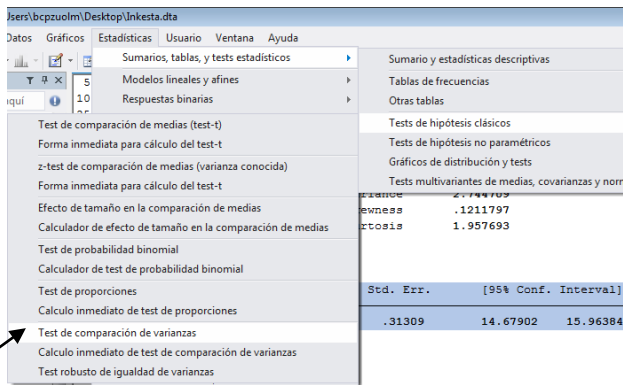 Jsers\bcpzuolm\Desktop\Inkesta.dta
Datos Gráficos Estadísticas Usuario Ventana Ayuda
Sumarios, tablas, y tests estadísticos
Modelos lineales y afines
Respuestas binarias
5
10
quí
Sumario y estadísticas descriptivas
Tablas de frecuencias
Otras tablas
Tests de hipótesis clásicos
Tests de hipótesis no paramétricos
Gráficos de distribución y tests
Tests multivariantes de medias, covarianzas y norr
Test de comparación de medias (test-t)
Forma inmediata para cálculo del test-t
z-test de comparación de medias (varianza conocida)
Forma inmediata para cálculo del test-t
Efecto de tamaño en la comparación de medias
Calculador de efecto de tamaño en la comparación de medias
Test de probabilidad binomial
Calculador de test de probabilidad binomial
Test de proporciones
Calculo inmediato de test de proporciones
Test de comparación de varianzas
Calculo inmediato de test de comparación de varianzas
Test robusto de igualdad de varianzas
riance 2.744709
ewness .1211797
rtosis 1.957693
Std. Err. [95% Conf. Interval]
.31309 14.67902 15.96384